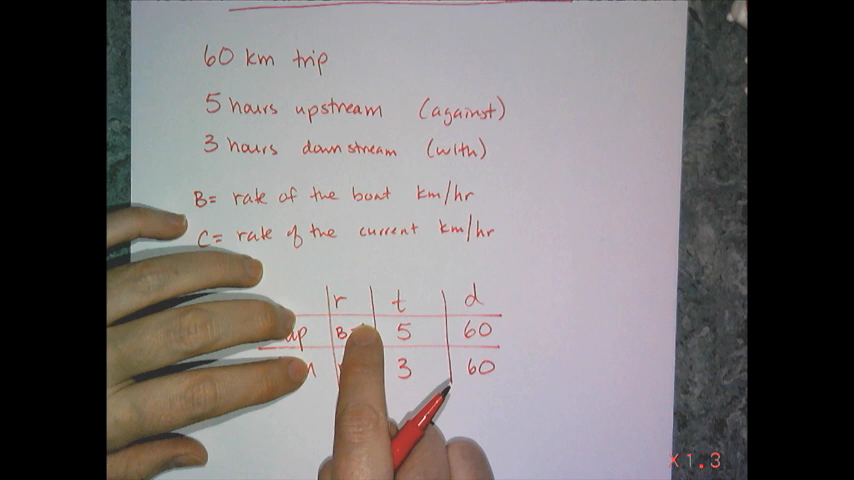 60 km trip
5 hours upstream (against)
3 hours downstream (with)
B= rate of the boat km/hr
C= rate of the current km/hr
r t d
up B 5 60
3 60
X1.3